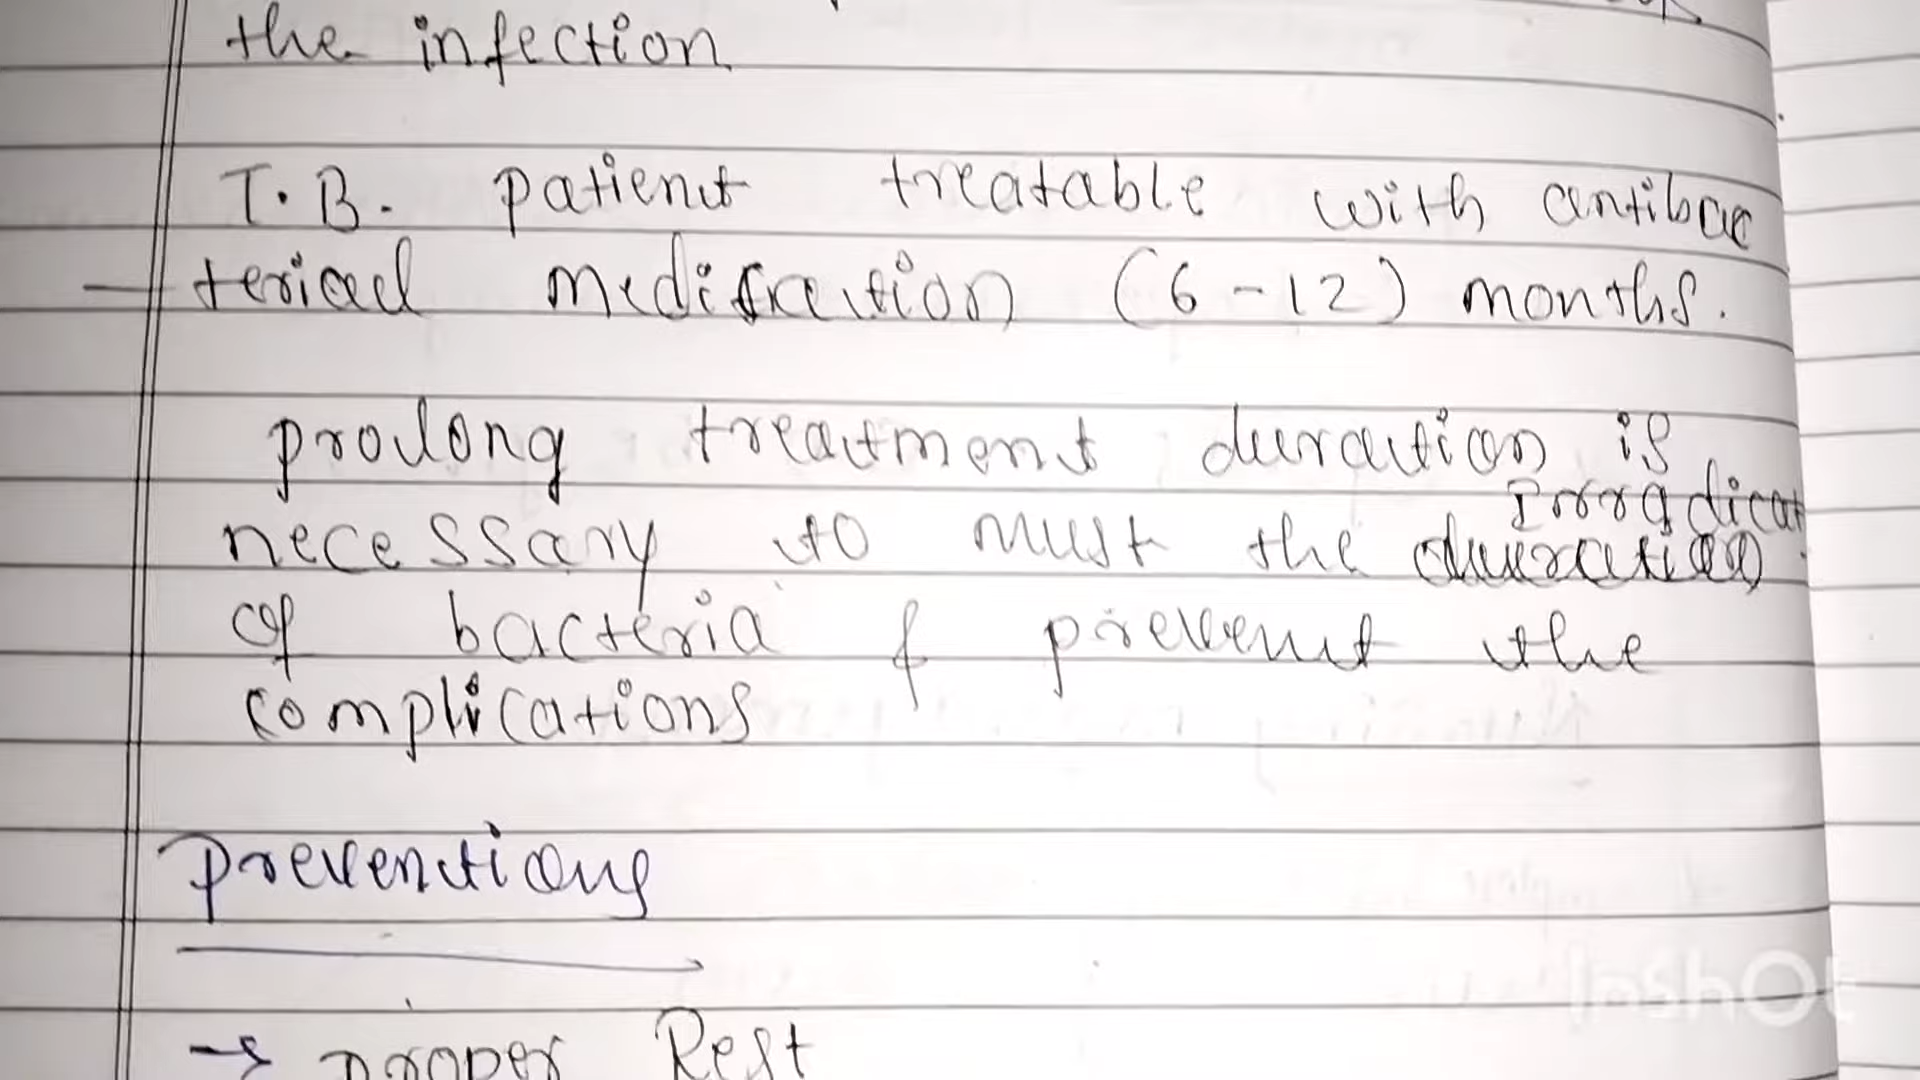 the infection
T.B. patient treatable with antibac
terial medication (6-12) months.
prolong treatment duration is
necessary to must the Irradicat
of bacteria & prevent the
complications
Preventions
→ proper Rest
InShOt